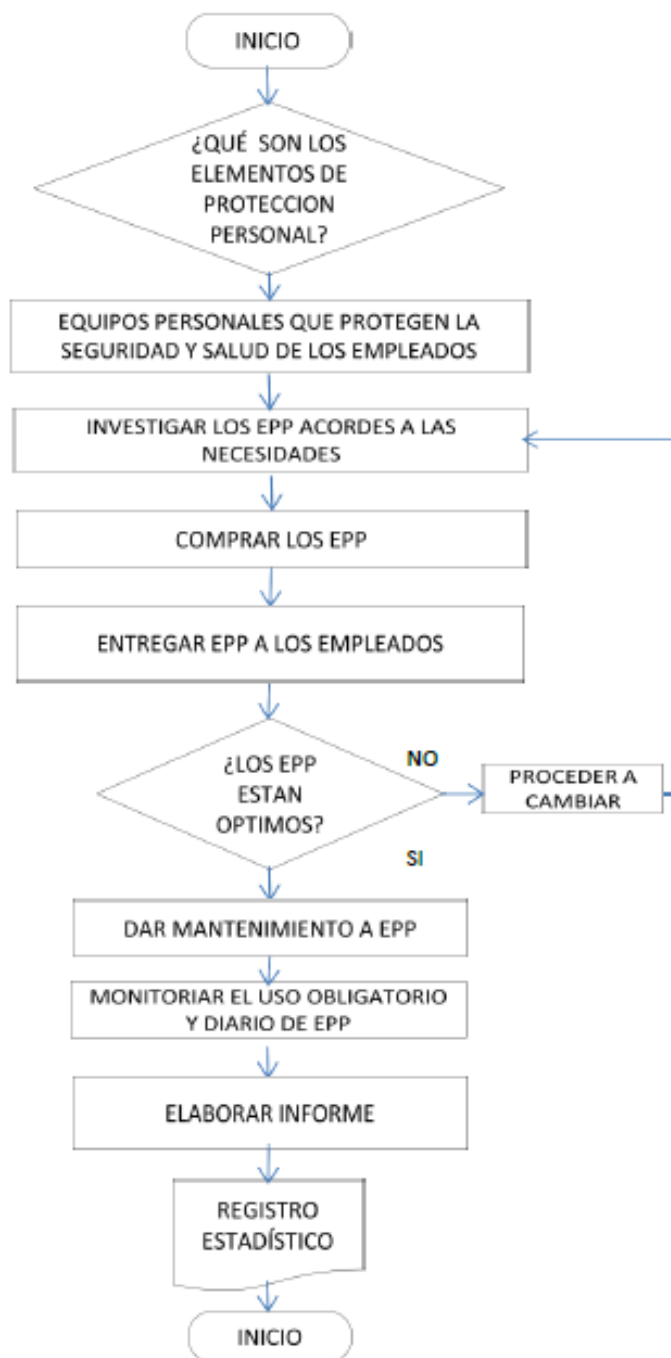 INICIO
¿QUÉ SON LOS
ELEMENTOS DE
PROTECCION
PERSONAL?
EQUIPOS PERSONALES QUE PROTEGEN LA
SEGURIDAD Y SALUD DE LOS EMPLEADOS
INVESTIGAR LOS EPP ACORDES A LAS
NECESIDADES
COMPRAR LOS EPP
ENTREGAR EPP A LOS EMPLEADOS
¿LOS EPP
ESTAN
OPTIMOS?
NO
PROCEDER A
CAMBIAR
SI
DAR MANTENIMIENTO A EPP
MONITORIAR EL USO OBLIGATORIO
Y DIARIO DE EPP
ELABORAR INFORME
REGISTRO
ESTADÍSTICO
INICIO